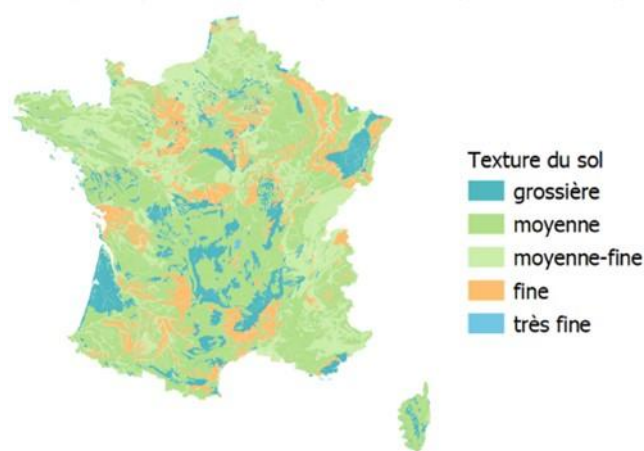 Texture du sol
grossière
moyenne
moyenne-fine
fine
très fine